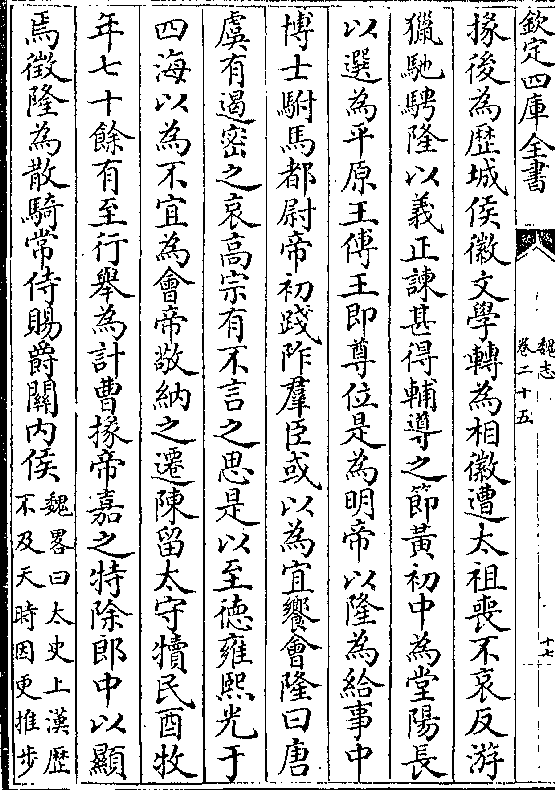 欽定四庫全書
魏志
卷二十五
十七
掾後為歴城侯徽文學轉為相徽遭太祖喪不哀反游
獵馳騁隆以義正諫甚得輔導之節黃初中為堂陽長
以選為平原王傅王即尊位是為明帝以隆為給事中
博士駙馬都尉帝初踐阼羣臣或以為宜饗會隆曰唐
虞有遏密之哀高宗有不言之思是以至徳雍熙光于
四海以為不宜為會帝敬納之遷陳留太守犢民酉牧
年七十餘有至行舉為計曹掾帝嘉之特除郎中以顯
焉徵隆為散騎常侍賜爵關內侯
魏畧曰太史上漢歴
不及天時因更推步